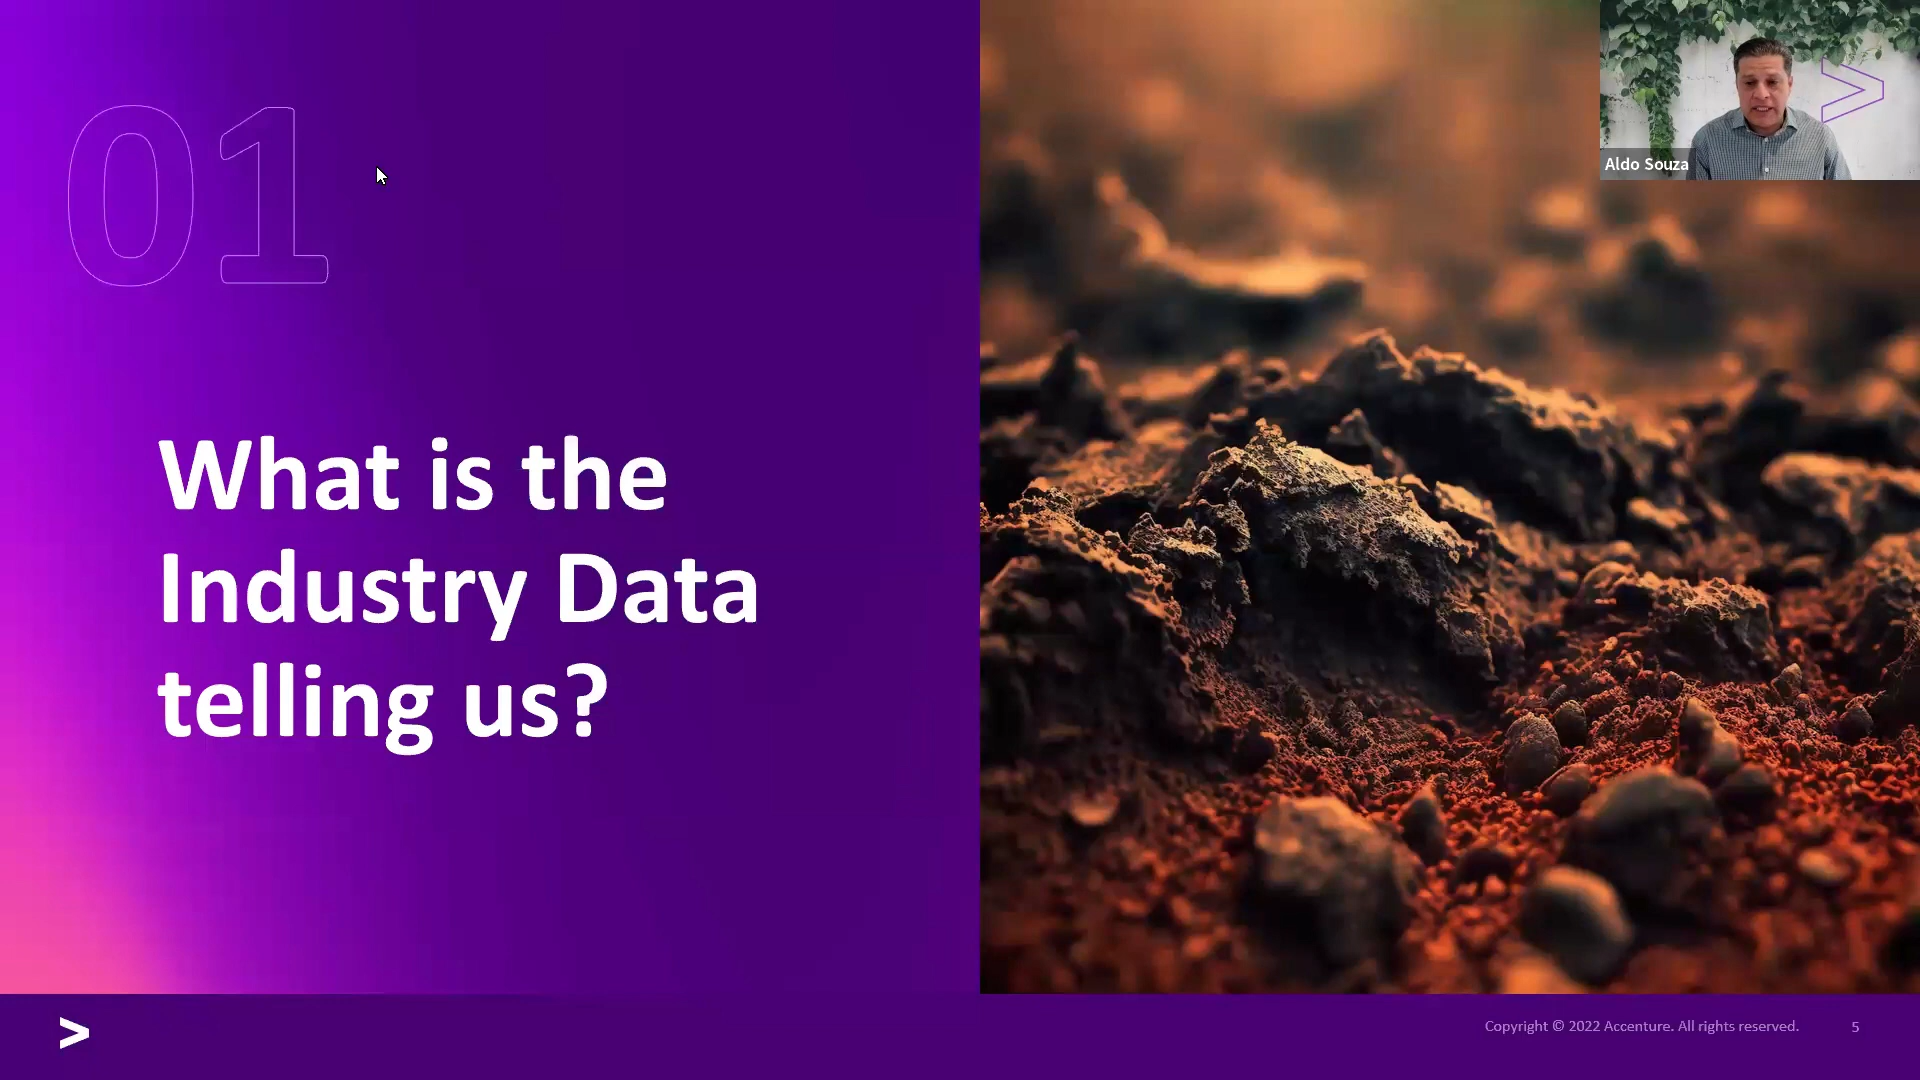 01
What is the
Industry Data
telling us?
Aldo Souza
Copyright © 2022 Accenture. All rights reserved.
5